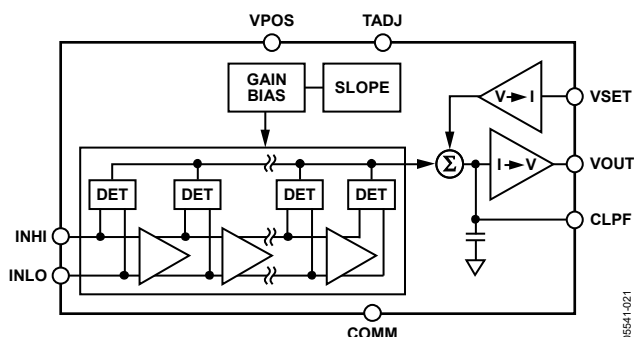 VPOS
TADJ
GAIN
BIAS
SLOPE
V I
VSET
Σ
I V
VOUT
DET
DET
DET
DET
CLPF
INHI
INLO
COMM
05541-021